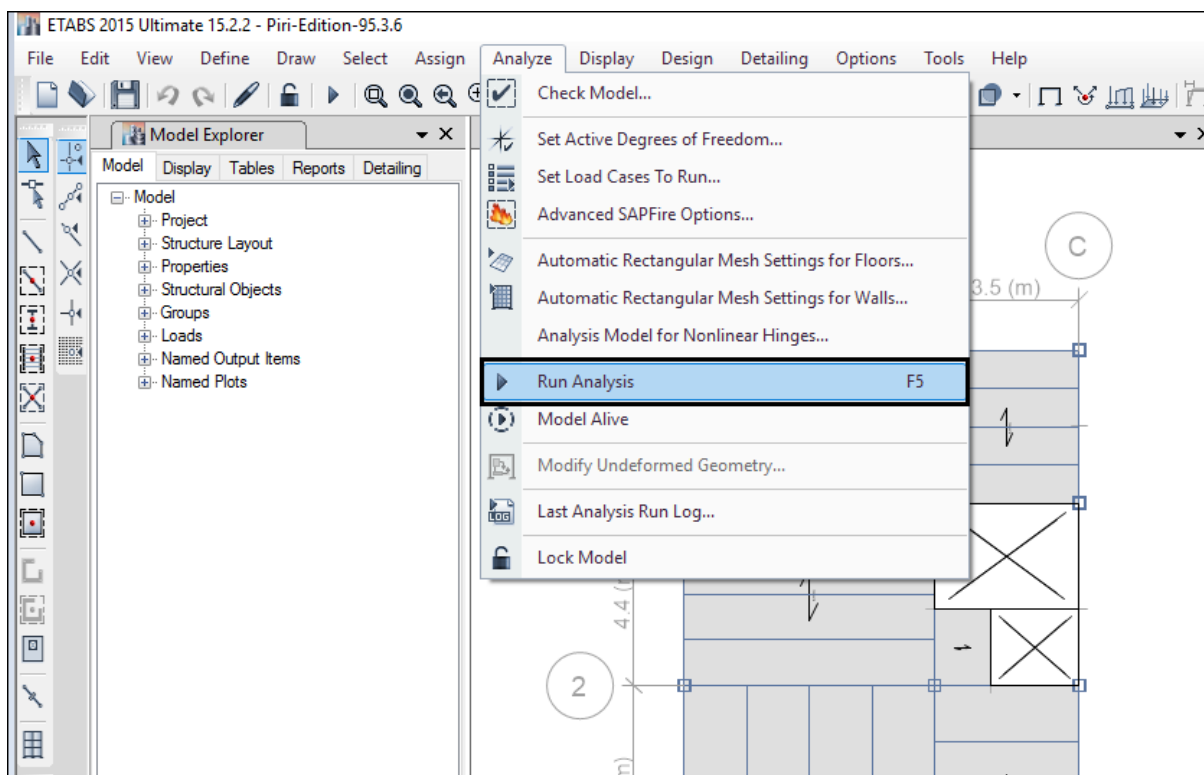 ETABS 2015 Ultimate 15.2.2 - Piri-Edition-95.3.6
File Edit View Define Draw Select Assign Analyze Display Design Detailing Options Tools Help
Model Explorer
Model Display Tables Reports Detailing
Model
Project
Structure Layout
Properties
Structural Objects
Groups
Loads
Named Output Items
Named Plots
Check Model...
Set Active Degrees of Freedom...
Set Load Cases To Run...
Advanced SAPFire Options...
Automatic Rectangular Mesh Settings for Floors...
Automatic Rectangular Mesh Settings for Walls...
Analysis Model for Nonlinear Hinges...
Run Analysis F5
Model Alive
Modify Undeformed Geometry...
LOG
Last Analysis Run Log...
Lock Model
C
3.5 (m)
4.4
2